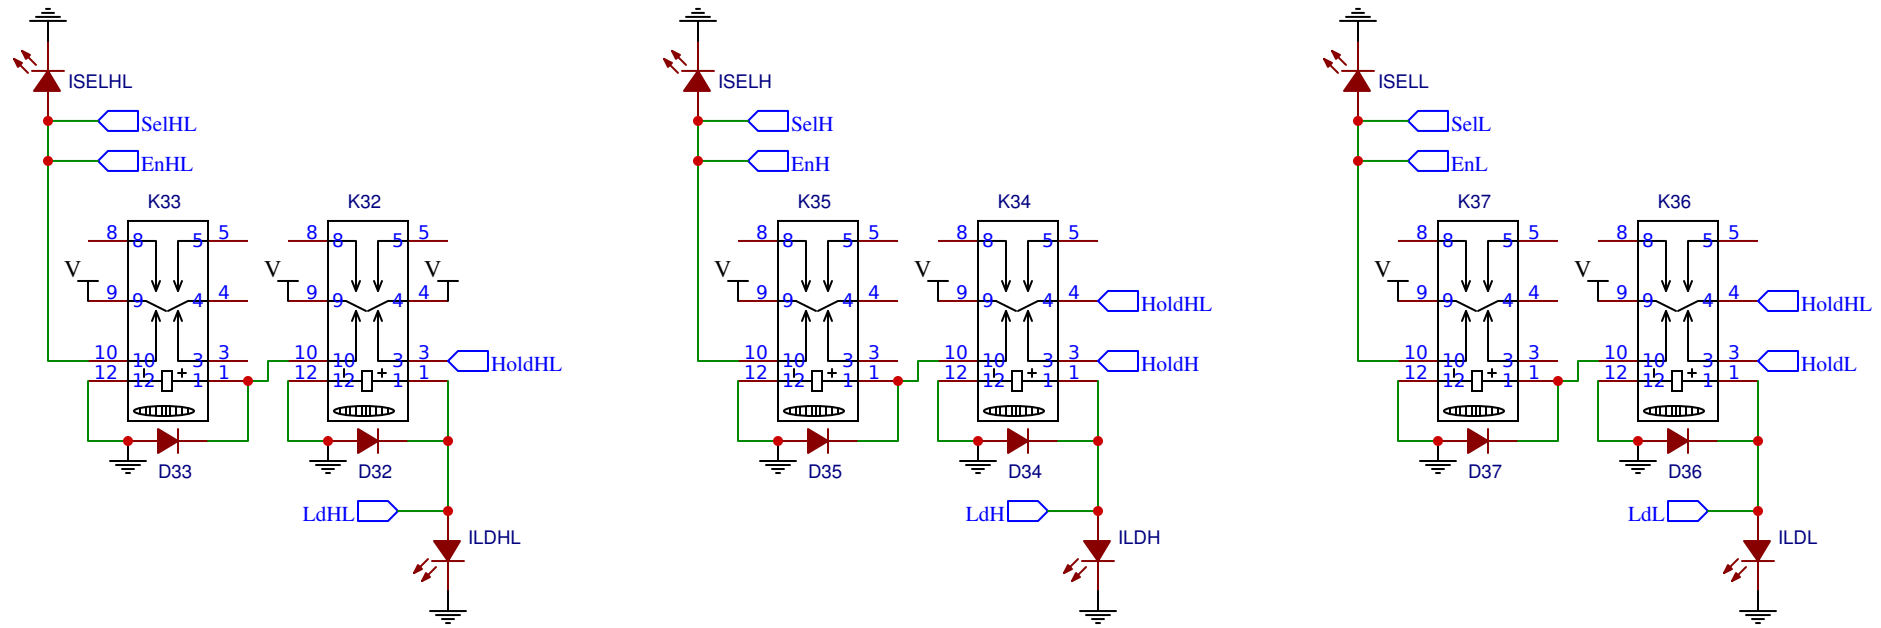 ISELHL ISELH ISELL
SelHL SelH SelL
EnHL EnH EnL
K33 K32 K35 K34 K37 K36
8 8 5 5 8 8 5 5 8 8 5 5 8 8 5 5 8 8 5 5 8 8 5 5
V V V V V V V
9 9 4 4 9 9 4 4 9 9 4 4 9 9 4 4 HoldHL 9 9 4 4 9 9 4 4 HoldHL
10 10 3 3 10 10 3 3 HoldHL 10 10 3 3 10 10 3 3 HoldH 10 10 3 3 10 10 3 3 HoldL
12 12 - + 1 1 12 12 - + 1 1 12 12 - + 1 1 12 12 - + 1 1 12 12 - + 1 1 12 12 - + 1 1
D33 D32 D35 D34 D37 D36
LdHL LdH LdL
ILDHL ILDH ILDL